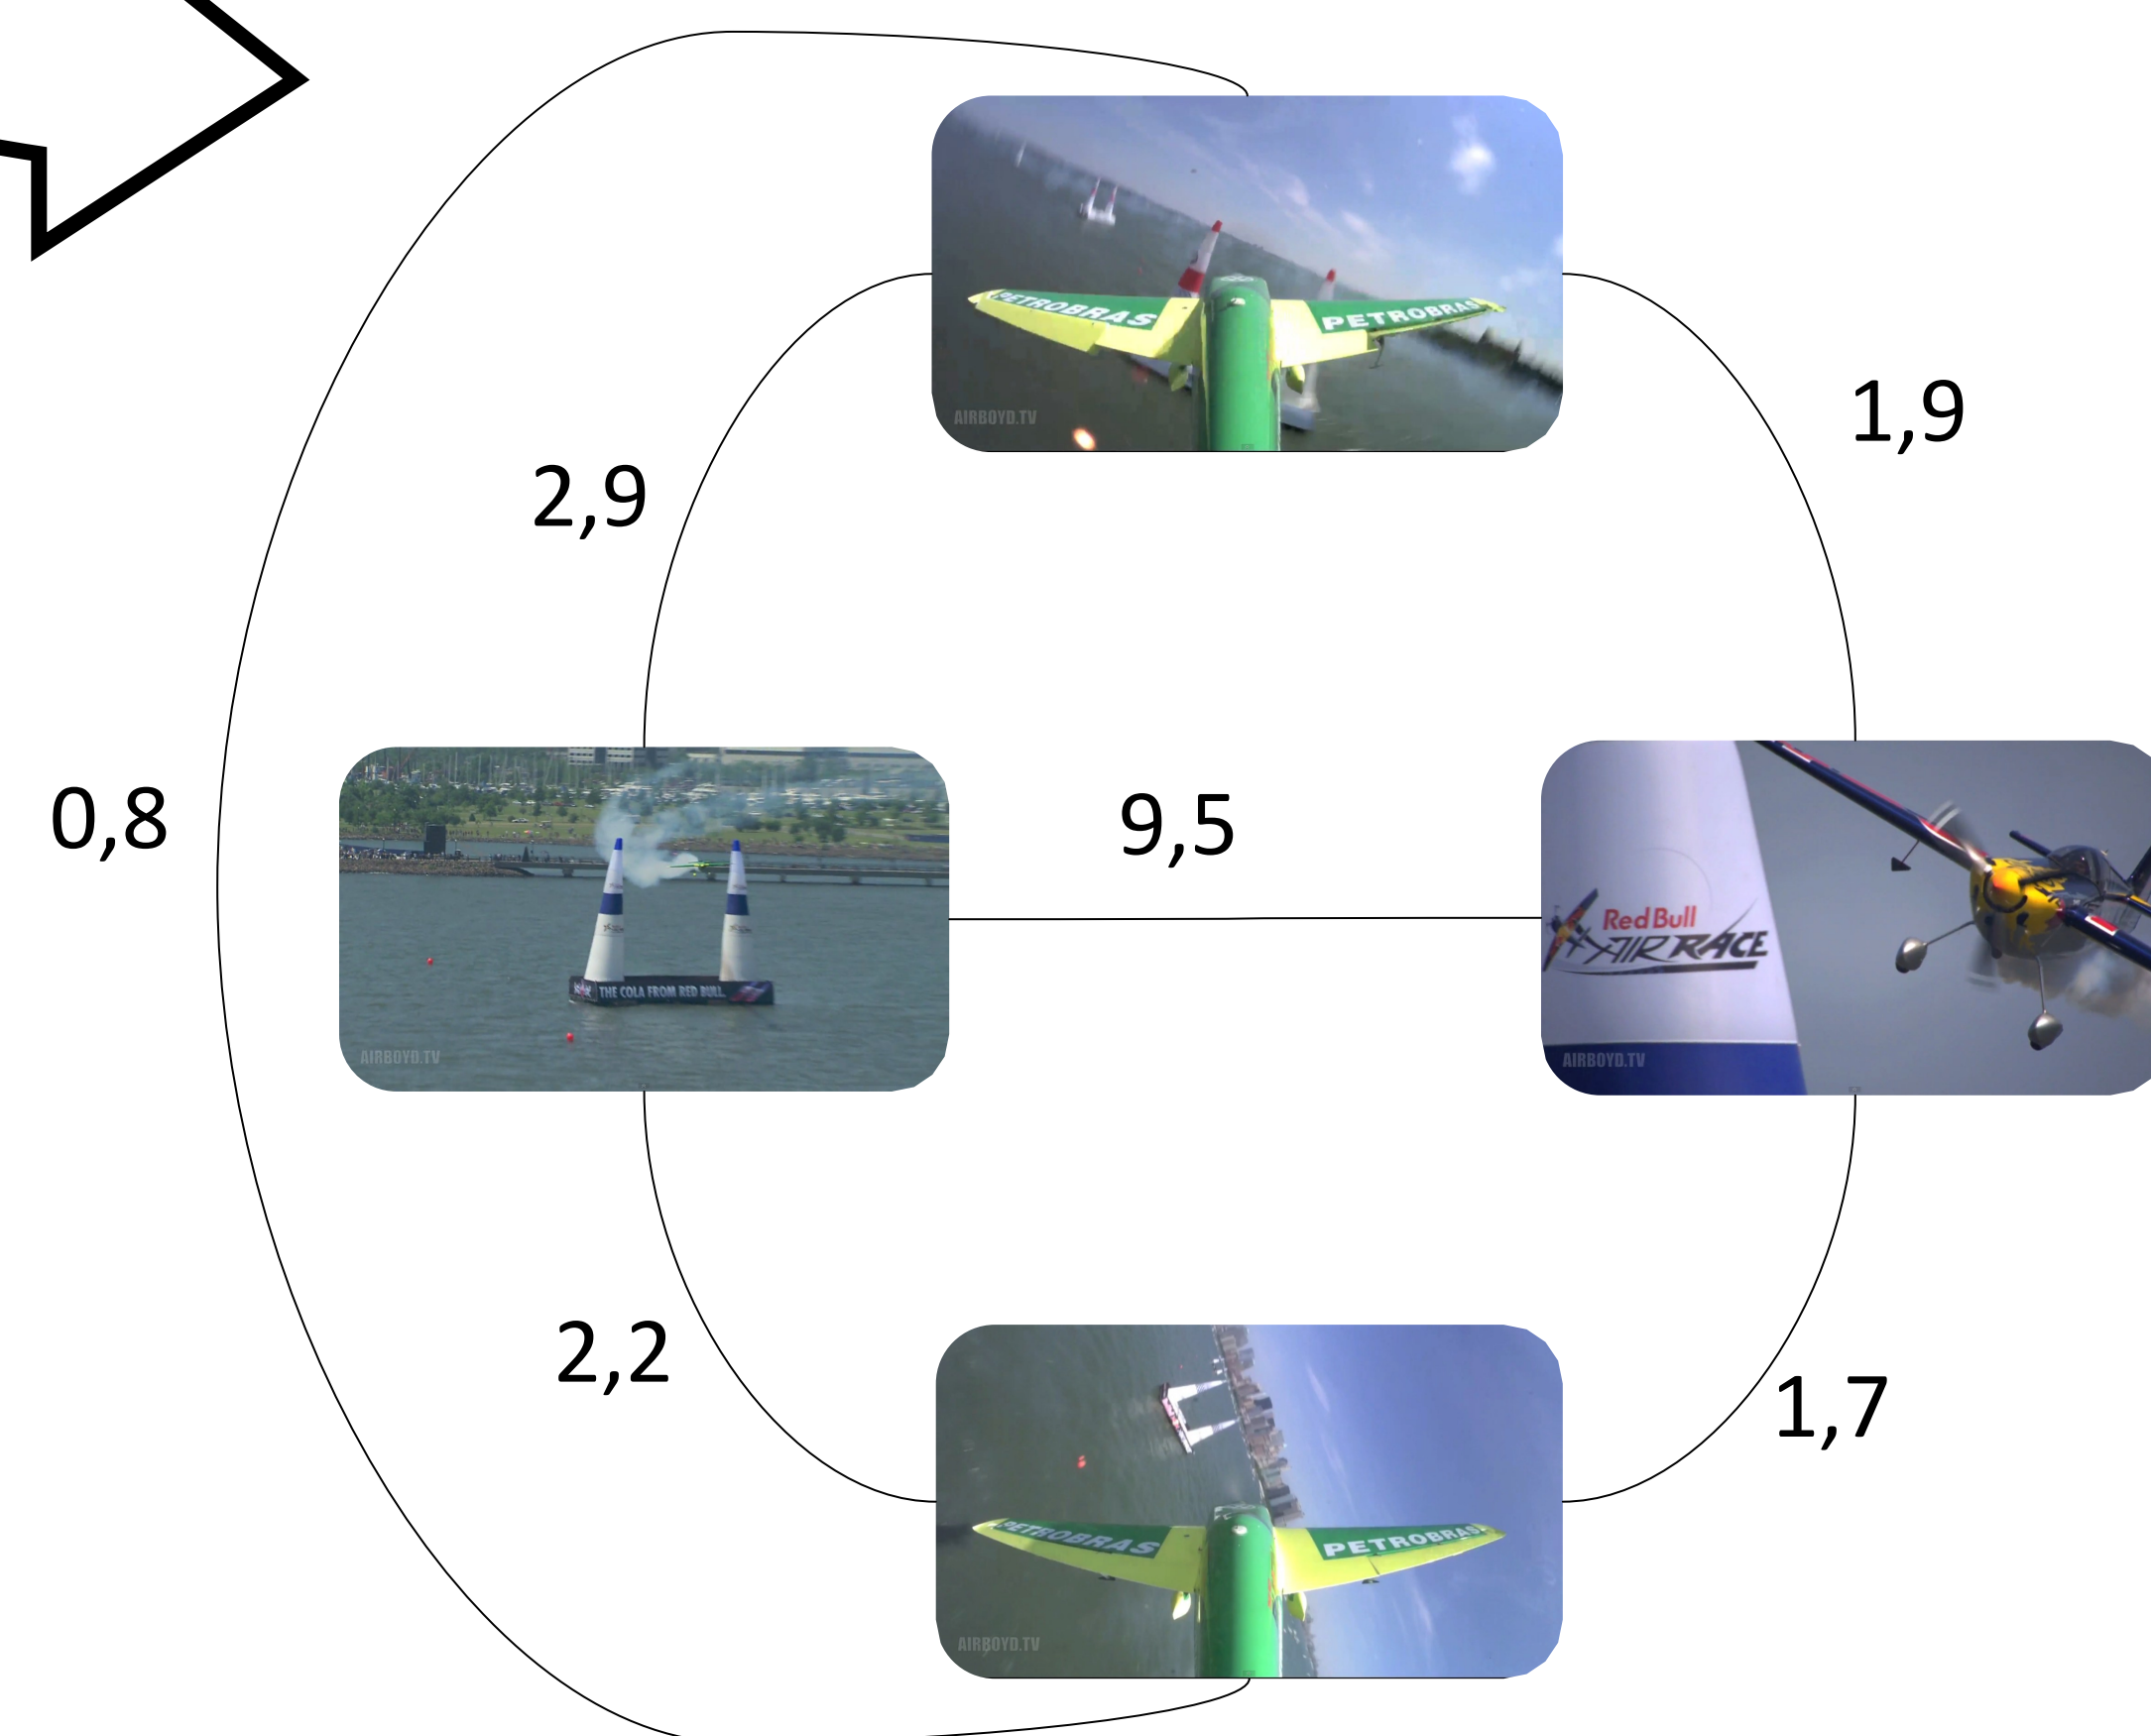 PETROBRAS PETROBRAS
AIRBOYD.TV
1,9
2,9
0,8
9,5
THE COLA FROM RED BULL.
AIRBOYD.TV
Red Bull
AIR RACE
AIRBOYD.TV
2,2
1,7
PETROBRAS PETROBRAS
AIRBOYD.TV